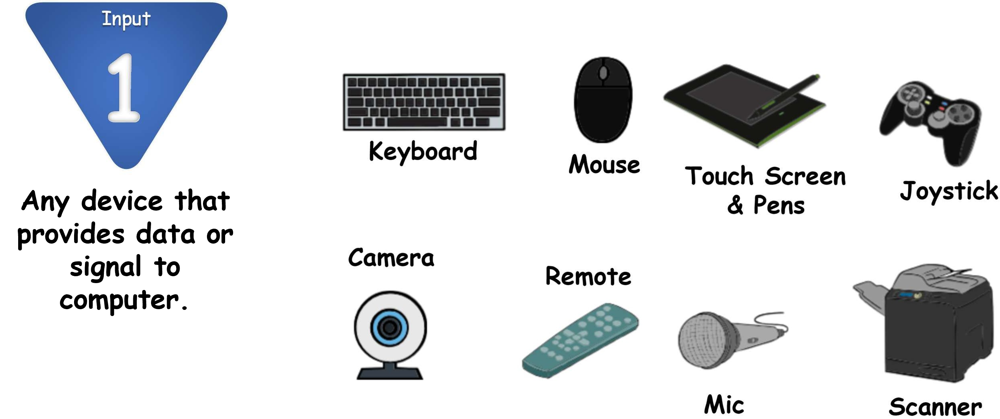 Input
1
Any device that
provides data or
signal to
computer.
Keyboard
Mouse
Touch Screen
& Pens
Joystick
Camera
Remote
Mic
Scanner